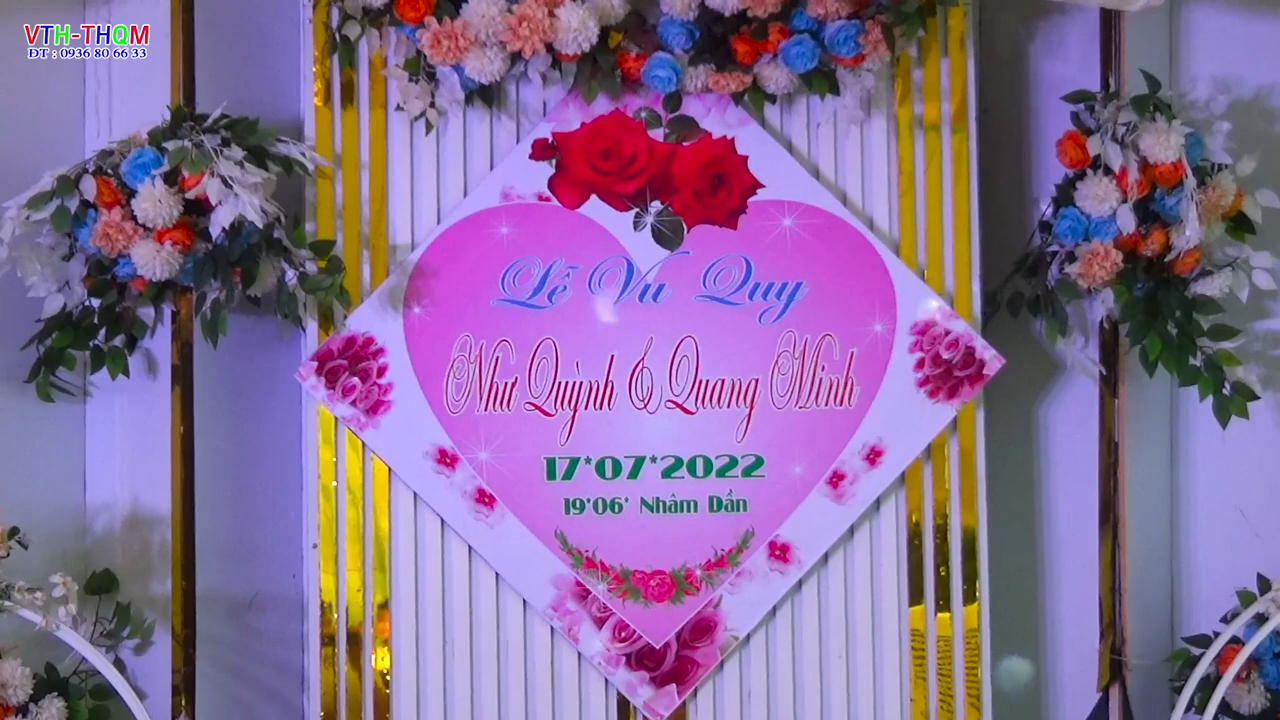 VTH-THQM
ĐT : 0936 80 66 33
Lễ Vu Quy
Như Quỳnh & Quang Minh
17*07*2022
19*06* Nhâm Dần